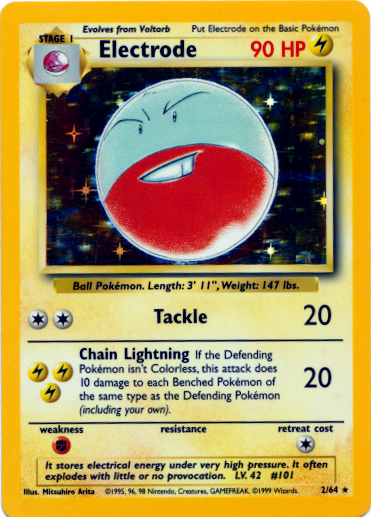 Evolves from Voltorb Put Electrode on the Basic Pokémon
STAGE 1
Electrode 90 HP
Ball Pokémon. Length: 3' 11", Weight: 147 lbs.
Tackle 20
Chain Lightning If the Defending
Pokémon isn't Colorless, this attack does
10 damage to each Benched Pokémon of
the same type as the Defending Pokémon
(including your own).
20
weakness resistance retreat cost
It stores electrical energy under very high pressure. It often
explodes with little or no provocation. LV. 42 #101
Illus. Mitsuhiro Arita ©1995, 96, 98 Nintendo, Creatures, GAMEFREAK. ©1999 Wizards. 2/64 ★